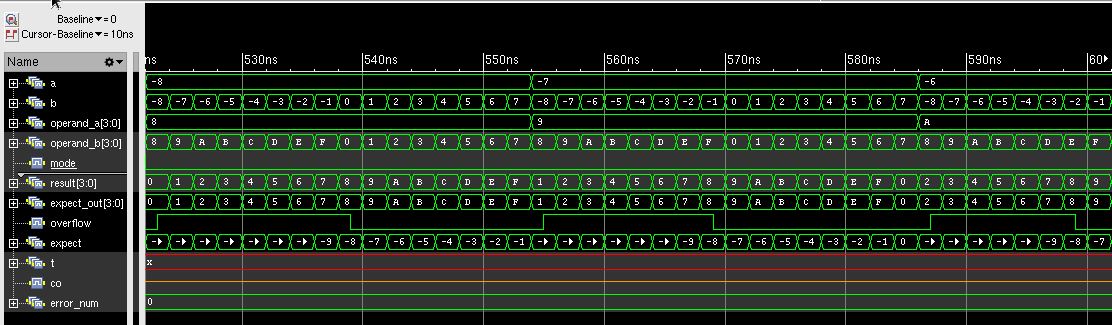 Baseline▼= 0
Cursor-Baseline▼= 10ns
Name
ns 530ns 540ns 550ns 560ns 570ns 580ns 590ns 60
a -8 -7 -6
b -8 -7 -6 -5 -4 -3 -2 -1 0 1 2 3 4 5 6 7 -8 -7 -6 -5 -4 -3 -2 -1 0 1 2 3 4 5 6 7 -8 -7 -6 -5 -4 -3 -2 -1
operand_a[3:0] 8 9 A
operand_b[3:0] 8 9 A B C D E F 0 1 2 3 4 5 6 7 8 9 A B C D E F 0 1 2 3 4 5 6 7 8 9 A B C D E F
mode
result[3:0] 0 1 2 3 4 5 6 7 8 9 A B C D E F 1 2 3 4 5 6 7 8 9 A B C D E F 0 2 3 4 5 6 7 8 9
expect_out[3:0] 0 1 2 3 4 5 6 7 8 9 A B C D E F 1 2 3 4 5 6 7 8 9 A B C D E F 0 2 3 4 5 6 7 8 9
overflow
expect - - - - - - - -9 -8 -7 -6 -5 -4 -3 -2 -1 - - - - - - -9 -8 -7 -6 -5 -4 -3 -2 -1 0 - - - - - -9 -8 -7
t x
co
error_num 0